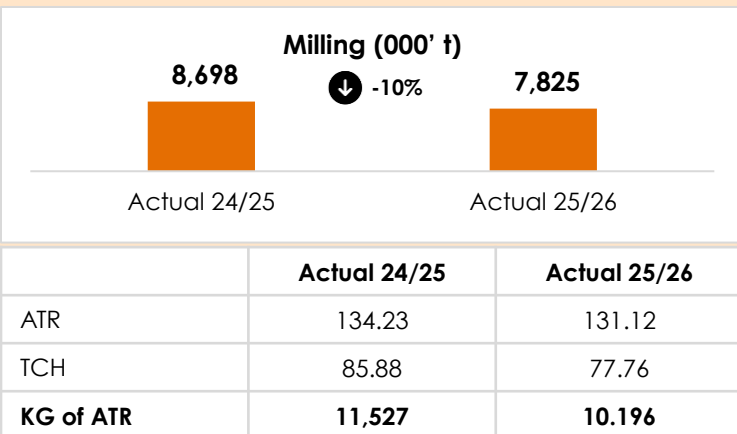 Milling (000' t)
8,698
-10%
7,825
Actual 24/25
Actual 25/26
Actual 24/25 Actual 25/26
ATR 134.23 131.12
TCH 85.88 77.76
KG of ATR 11,527 10.196